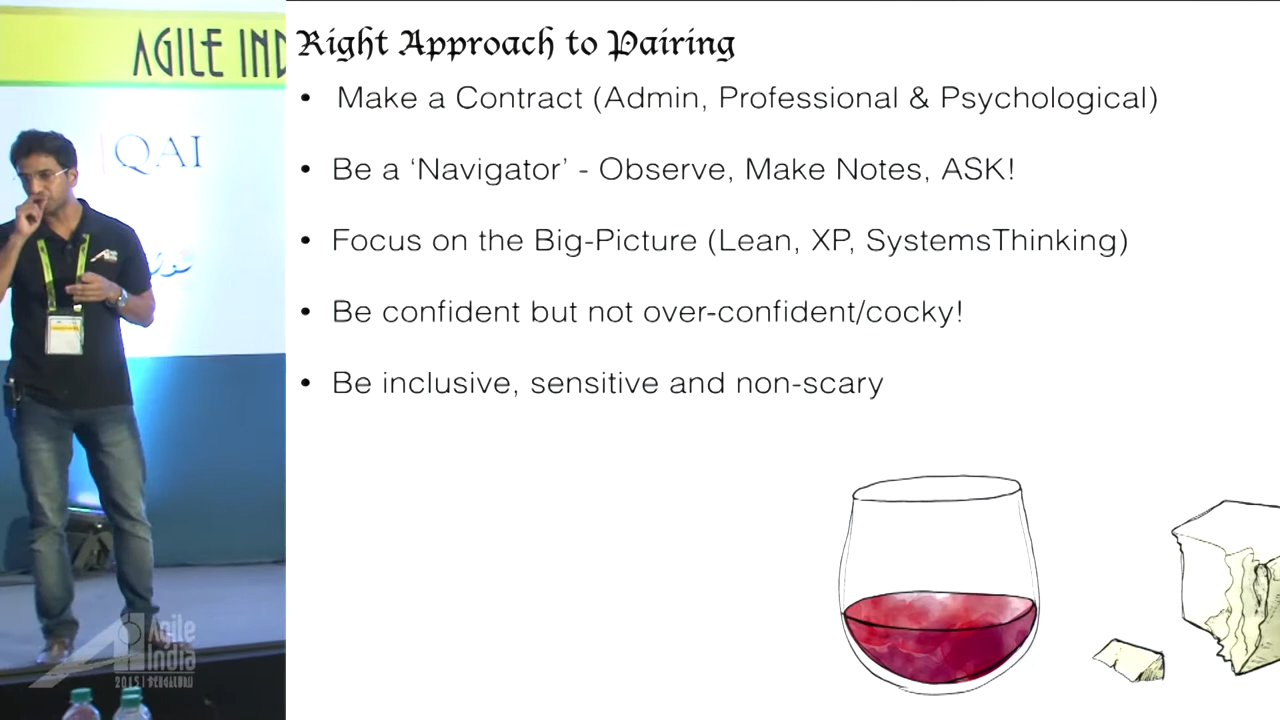 AGILE IND
QAI
Right Approach to Pairing
• Make a Contract (Admin, Professional & Psychological)
• Be a ‘Navigator’ - Observe, Make Notes, ASK!
• Focus on the Big-Picture (Lean, XP, SystemsThinking)
• Be confident but not over-confident/cocky!
• Be inclusive, sensitive and non-scary
Agile
India
2015 | BENGALURU